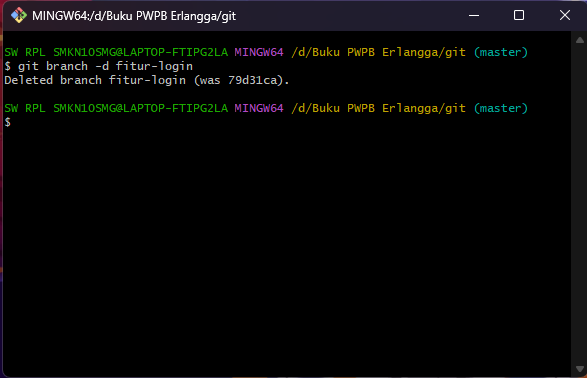 MINGW64:/d/Buku PWPB Erlangga/git
SW RPL SMKN1OSMG@LAPTOP-FTIPG2LA MINGW64 /d/Buku PWPB Erlangga/git (master)
$ git branch -d fitur-login
Deleted branch fitur-login (was 79d31ca).
SW RPL SMKN1OSMG@LAPTOP-FTIPG2LA MINGW64 /d/Buku PWPB Erlangga/git (master)
$